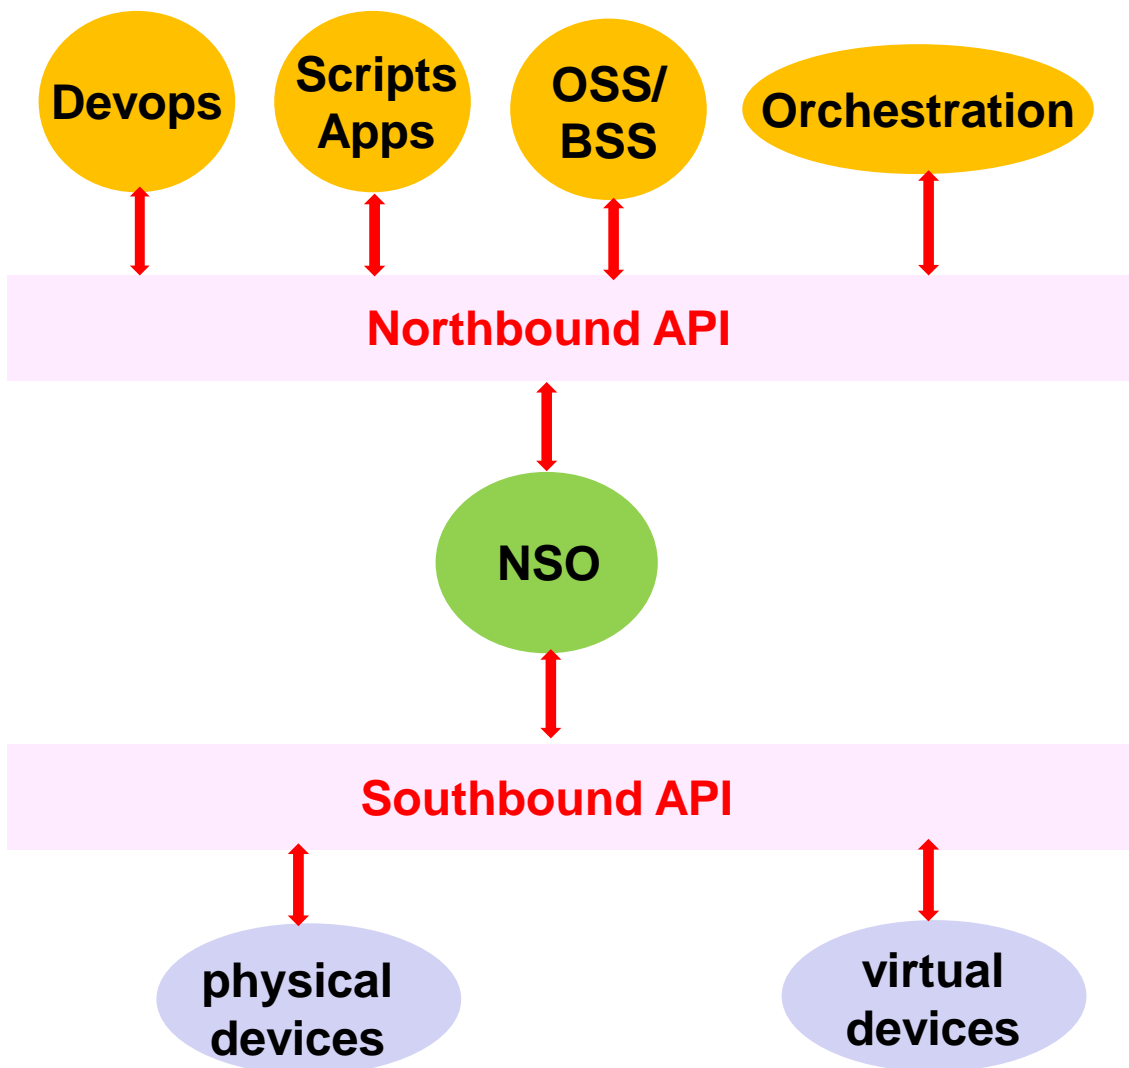 Devops
Scripts
Apps
OSS/
BSS
Orchestration
Northbound API
NSO
Southbound API
physical
devices
virtual
devices